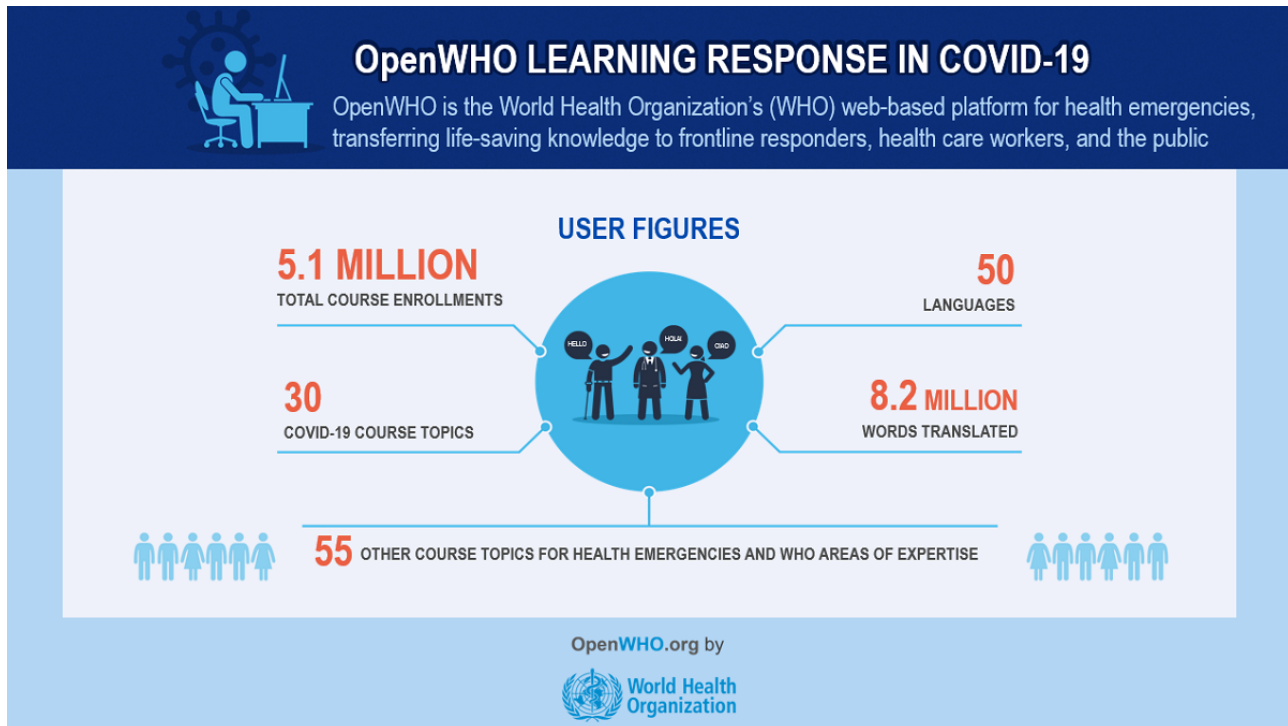 OpenWHO LEARNING RESPONSE IN COVID-19
OpenWHO is the World Health Organization's (WHO) web-based platform for health emergencies,
transferring life-saving knowledge to frontline responders, health care workers, and the public
USER FIGURES
5.1 MILLION
TOTAL COURSE ENROLLMENTS
50
LANGUAGES
HELLO
HOLA!
CIAO
30
COVID-19 COURSE TOPICS
8.2 MILLION
WORDS TRANSLATED
55 OTHER COURSE TOPICS FOR HEALTH EMERGENCIES AND WHO AREAS OF EXPERTISE
OpenWHO.org by
World Health
Organization